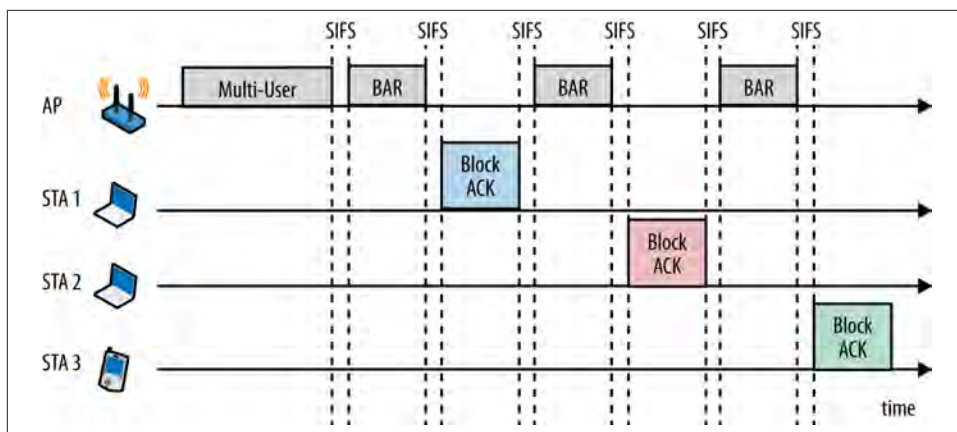 SIFS SIFS SIFS SIFS SIFS SIFS
AP
Multi-User BAR BAR BAR
STA 1
Block
ACK
STA 2
Block
ACK
STA 3
Block
ACK
time